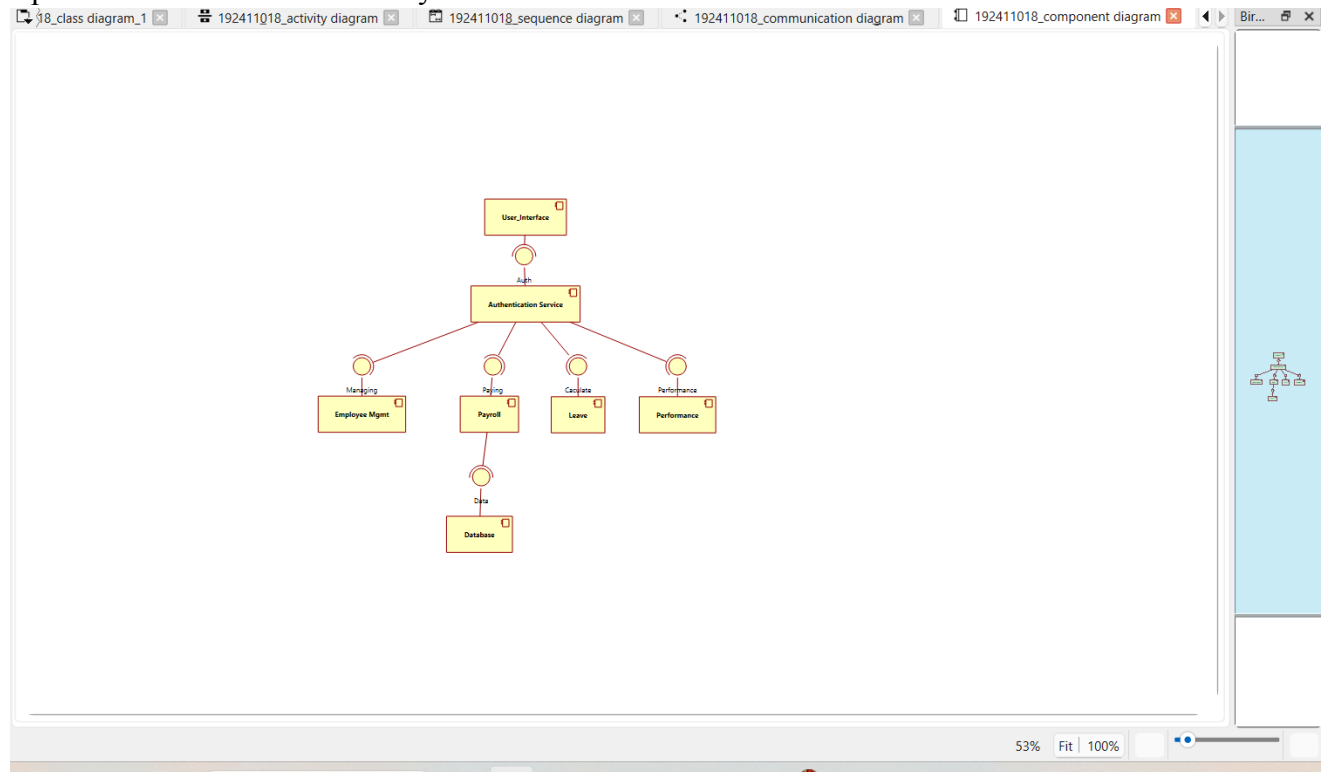 18_class diagram_1 192411018_activity diagram 192411018_sequence diagram 192411018_communication diagram 192411018_component diagram Bir...
User_Interface
Auth
Authentication Service
Managing Paying Caculate Performance
Employee Mgmt Payroll Leave Performance
Data
Database
53% Fit 100%